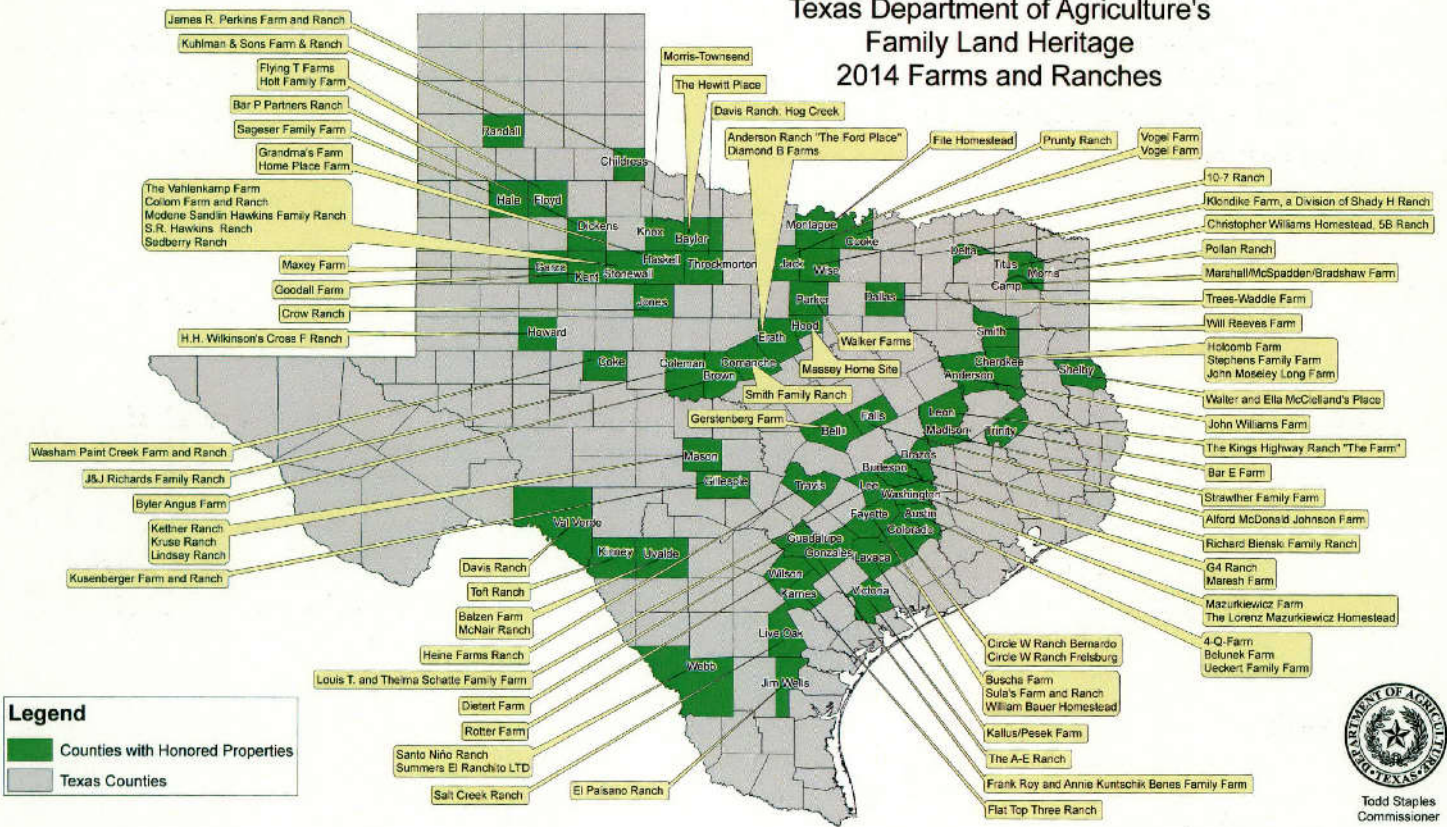 Texas Department of Agriculture's
Family Land Heritage
2014 Farms and Ranches
James R. Perkins Farm and Ranch
Kuhlman & Sons Farm & Ranch
Flying T Farms
Holt Family Farm
Bar P Partners Ranch
Sageser Family Farm
Grandma's Farm
Home Place Farm
The Vahlenkamp Farm
Collom Farm and Ranch
Modene Sandlin Hawkins Family Ranch
S.R. Hawkins Ranch
Sedberry Ranch
Maxey Farm
Goodall Farm
Crow Ranch
H.H. Wilkinson's Cross F Ranch
Washam Paint Creek Farm and Ranch
J&J Richards Family Ranch
Byler Angus Farm
Kettner Ranch
Kruse Ranch
Lindsay Ranch
Kusenberger Farm and Ranch
Morris-Townsend
The Hewitt Place
Davis Ranch: Hog Creek
Anderson Ranch "The Ford Place"
Diamond B Farms
Fite Homestead
Prunty Ranch
Vogel Farm
Vogel Farm
10-7 Ranch
Klondike Farm, a Division of Shady H Ranch
Christopher Williams Homestead, 5B Ranch
Pollan Ranch
Marshall/McSpadden/Bradshaw Farm
Trees-Waddle Farm
Will Reeves Farm
Holcomb Farm
Stephens Family Farm
John Moseley Long Farm
Walter and Ella McClelland's Place
John Williams Farm
The Kings Highway Ranch "The Farm"
Bar E Farm
Strawther Family Farm
Alford McDonald Johnson Farm
Richard Bienski Family Ranch
G4 Ranch
Maresh Farm
Mazurkiewicz Farm
The Lorenz Mazurkiewicz Homestead
4-Q-Farm
Belunek Farm
Ueckert Family Farm
Randall
Childress
Hale
Floyd
Dickens
Knox
Baylor
Montague
Cooke
Garza
Kent
Stonewall
Haskell
Throckmorton
Jack
Wise
Delta
Titus
Morris
Camp
Jones
Parker
Dallas
Howard
Erath
Hood
Smith
Walker Farms
Massey Home Site
Coke
Coleman
Brown
Comanche
Cherokee
Anderson
Shelby
Smith Family Ranch
Gerstenberg Farm
Bell
Falls
Leon
Madison
Trinity
Mason
Gillespie
Travis
Brazos
Burleson
Lee
Washington
Fayette
Austin
Colorado
Val Verde
Kinney
Uvalde
Guadalupe
Gonzales
Lavaca
Wilson
Karnes
Victoria
Live Oak
Webb
Jim Wells
Davis Ranch
Toft Ranch
Batzen Farm
McNair Ranch
Heine Farms Ranch
Louis T. and Thelma Schatte Family Farm
Dietert Farm
Rotter Farm
Santo Niño Ranch
Summers El Ranchito LTD
Salt Creek Ranch
El Paisano Ranch
Circle W Ranch Bernardo
Circle W Ranch Frelsburg
Buscha Farm
Sula's Farm and Ranch
William Bauer Homestead
Kallus/Pesek Farm
The A-E Ranch
Frank Roy and Annie Kuntschik Benes Family Farm
Flat Top Three Ranch
Legend
Counties with Honored Properties
Texas Counties
DEPARTMENT OF AGRICULTURE
TEXAS
Todd Staples
Commissioner